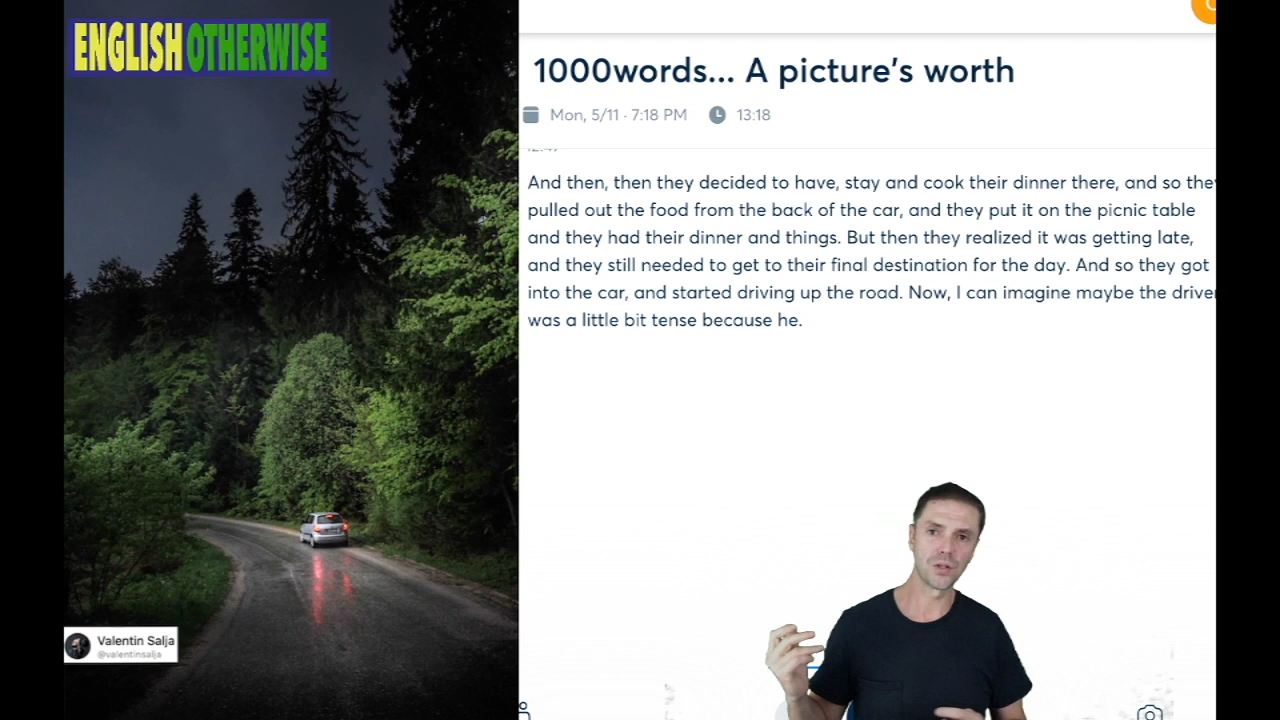 ENGLISH OTHERWISE
1000words... A picture's worth
Mon, 5/11 · 7:18 PM 13:18
And then, then they decided to have, stay and cook their dinner there, and so they
pulled out the food from the back of the car, and they put it on the picnic table
and they had their dinner and things. But then they realized it was getting late,
and they still needed to get to their final destination for the day. And so they got
into the car, and started driving up the road. Now, I can imagine maybe the driver
was a little bit tense because he.
Valentin Salja
@valentinsalja